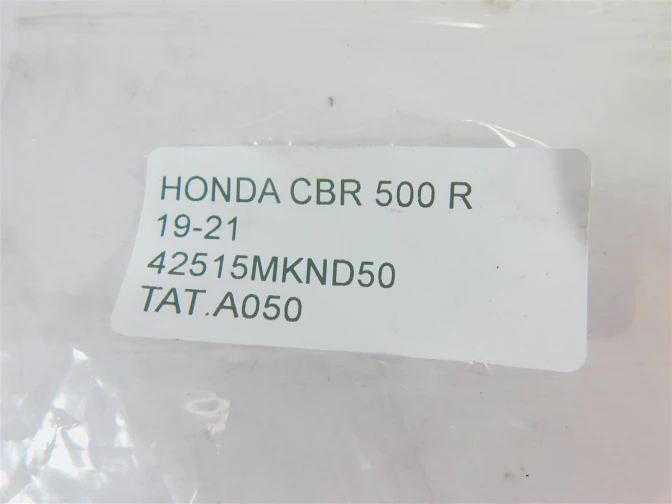 HONDA CBR 500 R
19-21
42515MKND50
TAT.A050